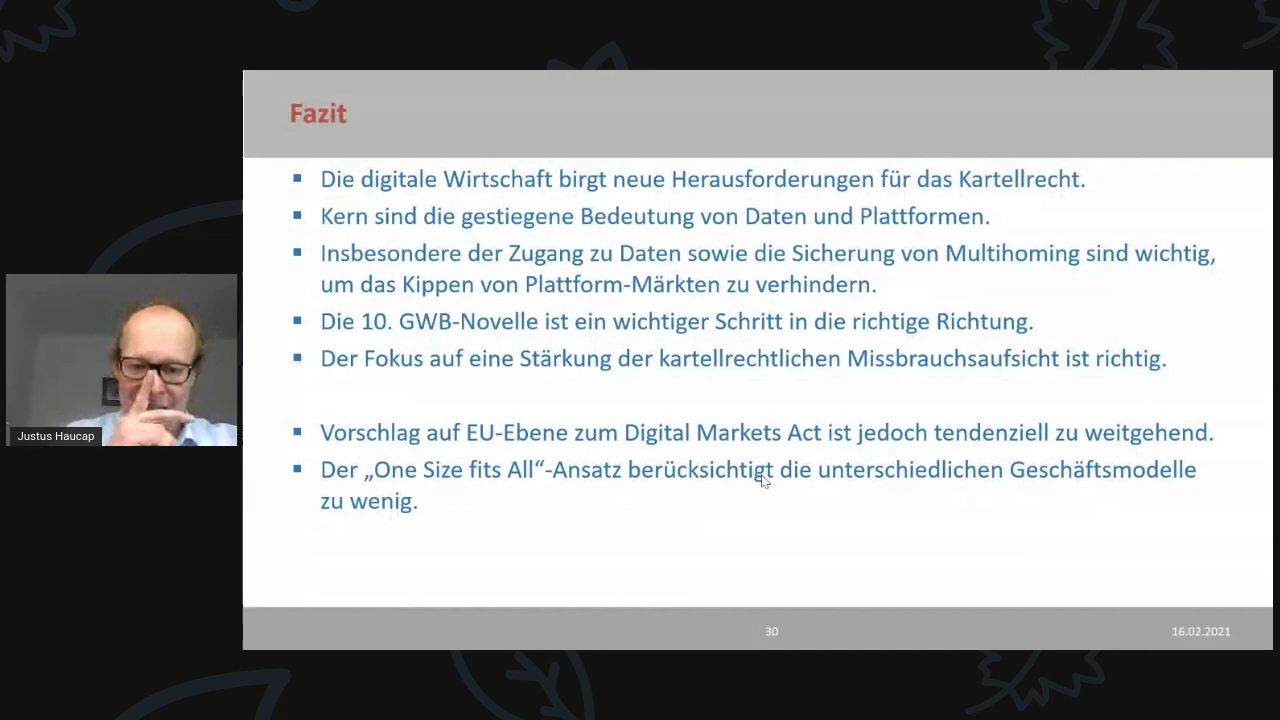 Fazit
Die digitale Wirtschaft birgt neue Herausforderungen für das Kartellrecht.
Kern sind die gestiegene Bedeutung von Daten und Plattformen.
Insbesondere der Zugang zu Daten sowie die Sicherung von Multihoming sind wichtig,
um das Kippen von Plattform-Märkten zu verhindern.
Die 10. GWB-Novelle ist ein wichtiger Schritt in die richtige Richtung.
Der Fokus auf eine Stärkung der kartellrechtlichen Missbrauchsaufsicht ist richtig.
Vorschlag auf EU-Ebene zum Digital Markets Act ist jedoch tendenziell zu weitgehend.
Der „One Size fits All“-Ansatz berücksichtigt die unterschiedlichen Geschäftsmodelle
zu wenig.
Justus Haucap
30
16.02.2021